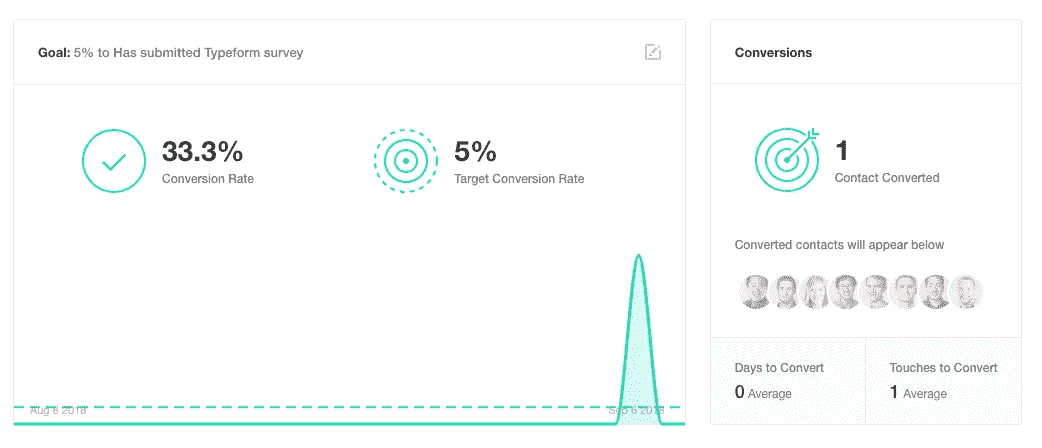 Goal: 5% to Has submitted Typeform survey
33.3%
Conversion Rate
5%
Target Conversion Rate
Aug 8 2018
Sep 6 2018
Conversions
1
Contact Converted
Converted contacts will appear below
Days to Convert
0 Average
Touches to Convert
1 Average